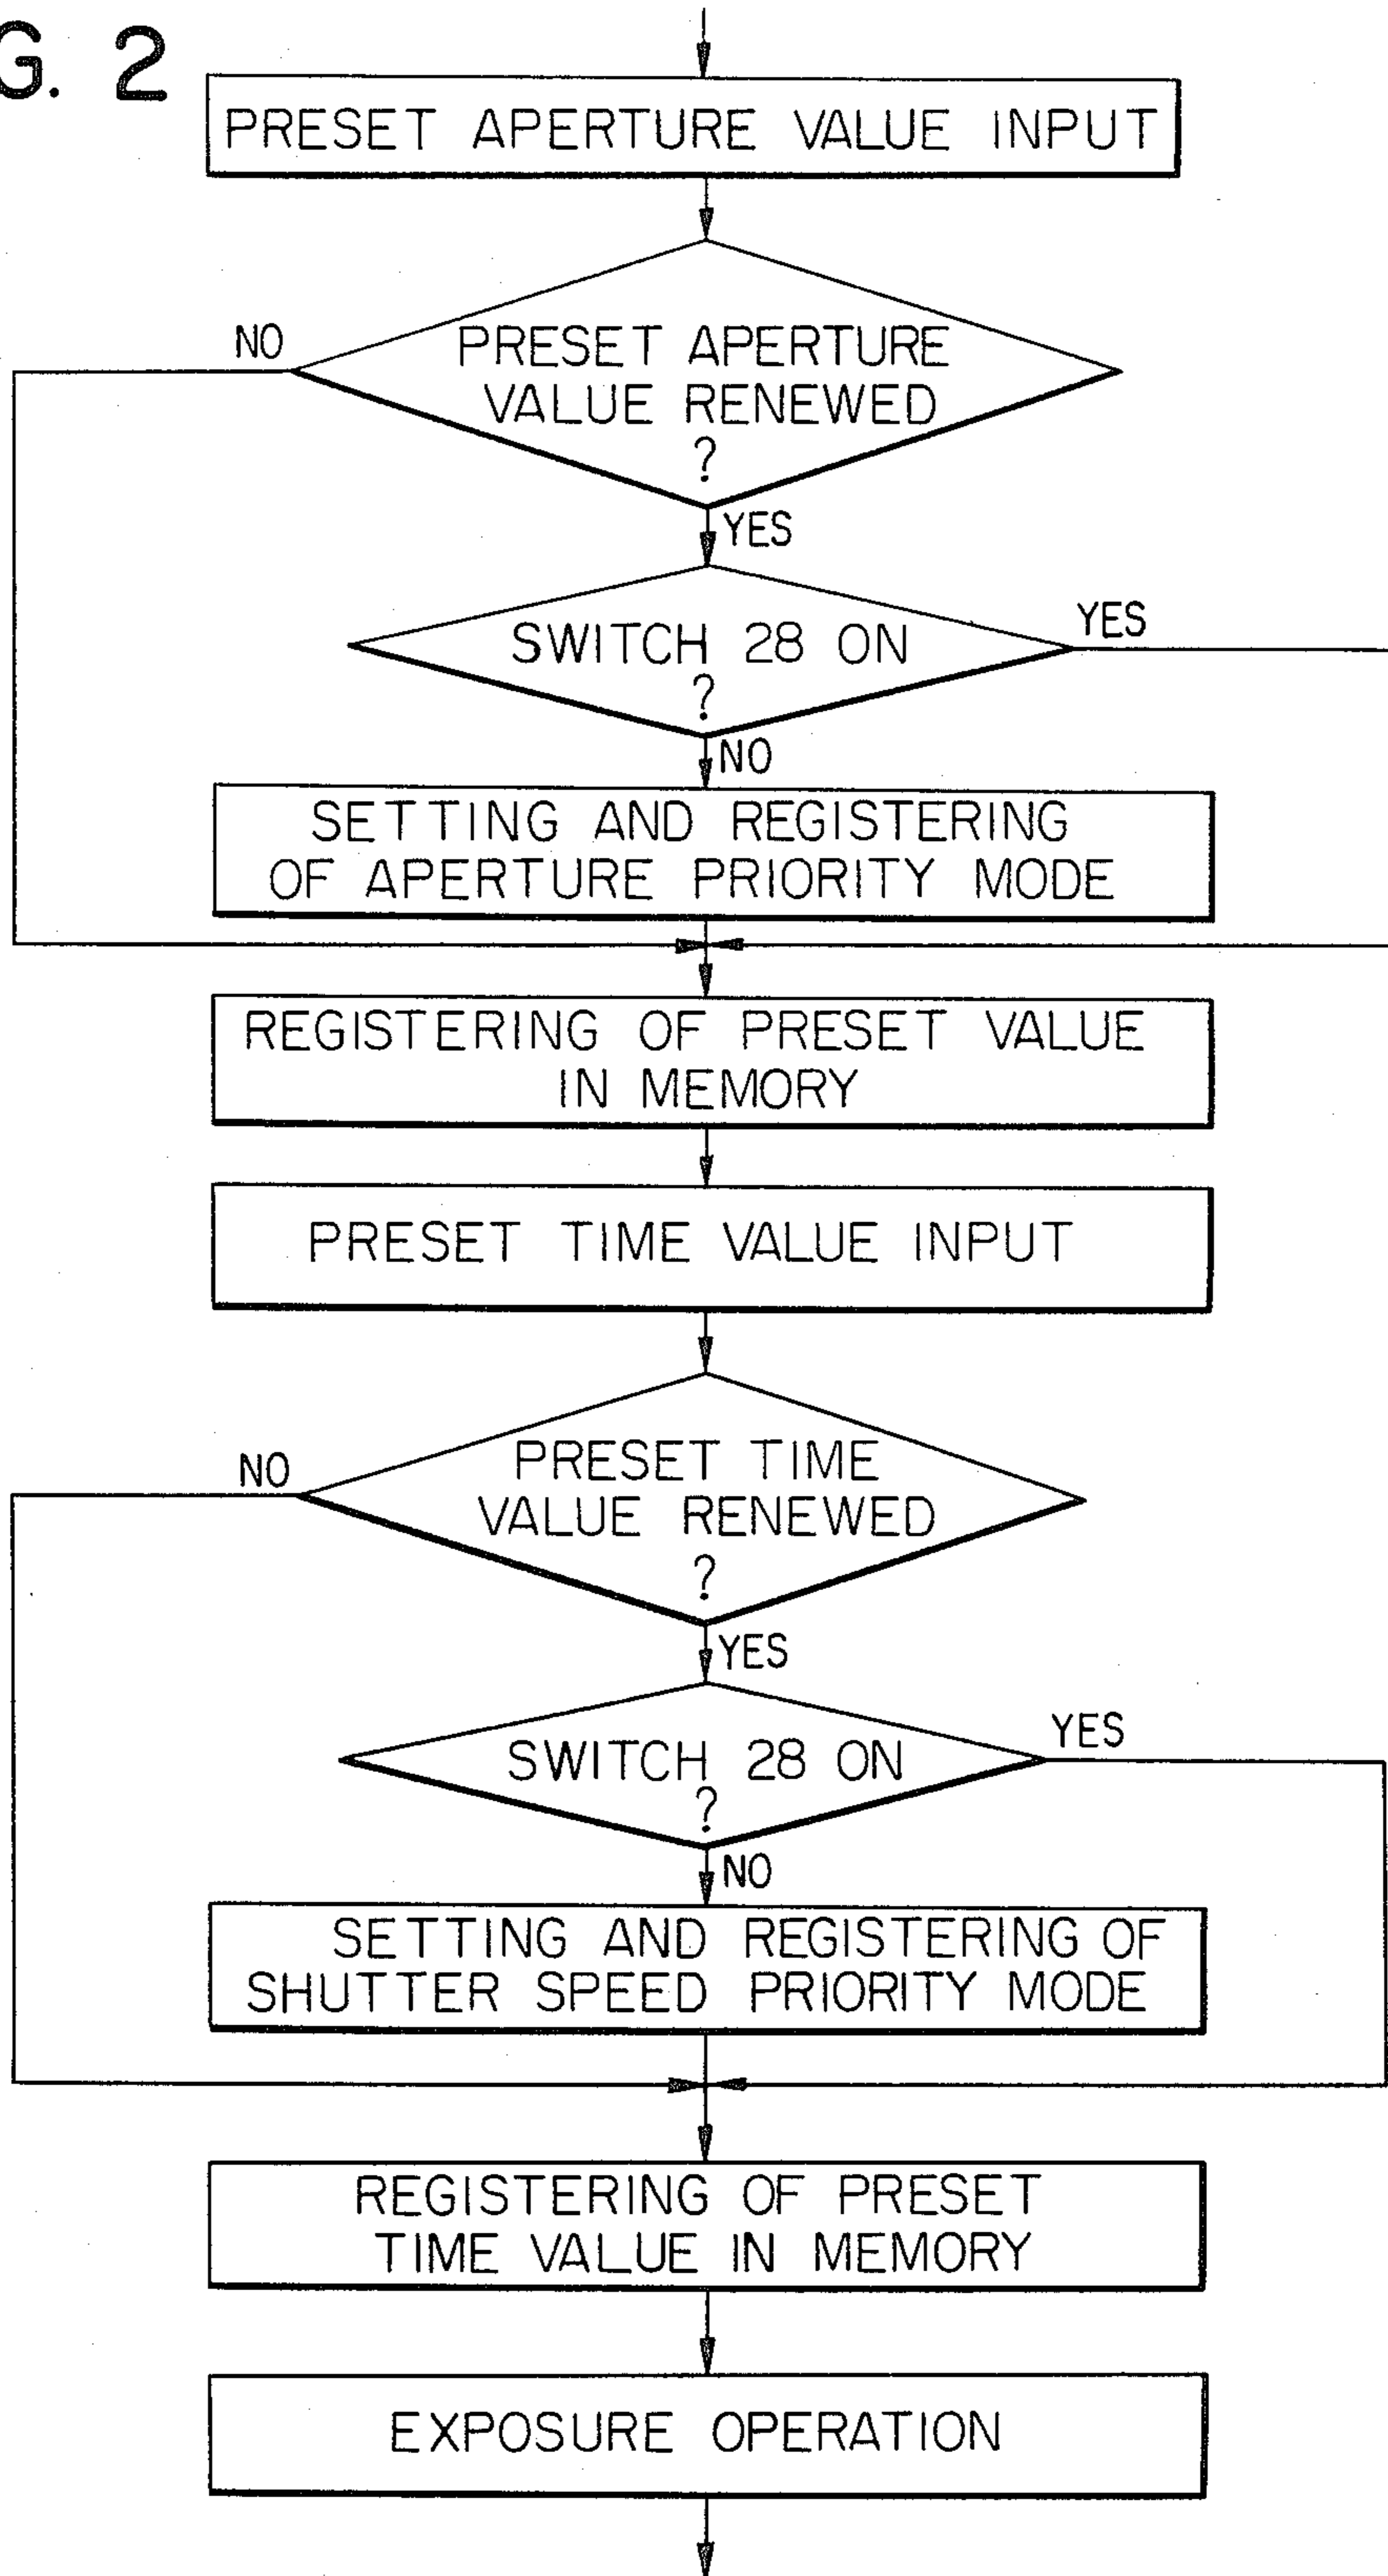 G. 2
PRESET APERTURE VALUE INPUT
NO
PRESET APERTURE
VALUE RENEWED
?
YES
SWITCH 28 ON
?
YES
NO
SETTING AND REGISTERING
OF APERTURE PRIORITY MODE
REGISTERING OF PRESET VALUE
IN MEMORY
PRESET TIME VALUE INPUT
NO
PRESET TIME
VALUE RENEWED
?
YES
SWITCH 28 ON
?
YES
NO
SETTING AND REGISTERING OF
SHUTTER SPEED PRIORITY MODE
REGISTERING OF PRESET
TIME VALUE IN MEMORY
EXPOSURE OPERATION